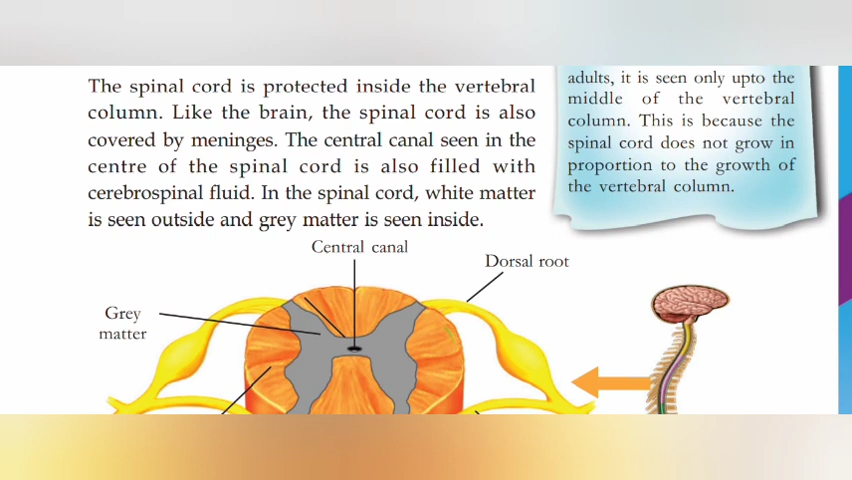 The spinal cord is protected inside the vertebral
column. Like the brain, the spinal cord is also
covered by meninges. The central canal seen in the
centre of the spinal cord is also filled with
cerebrospinal fluid. In the spinal cord, white matter
is seen outside and grey matter is seen inside.
adults, it is seen only upto the
middle of the vertebral
column. This is because the
spinal cord does not grow in
proportion to the growth of
the vertebral column.
Central canal
Dorsal root
Grey
matter